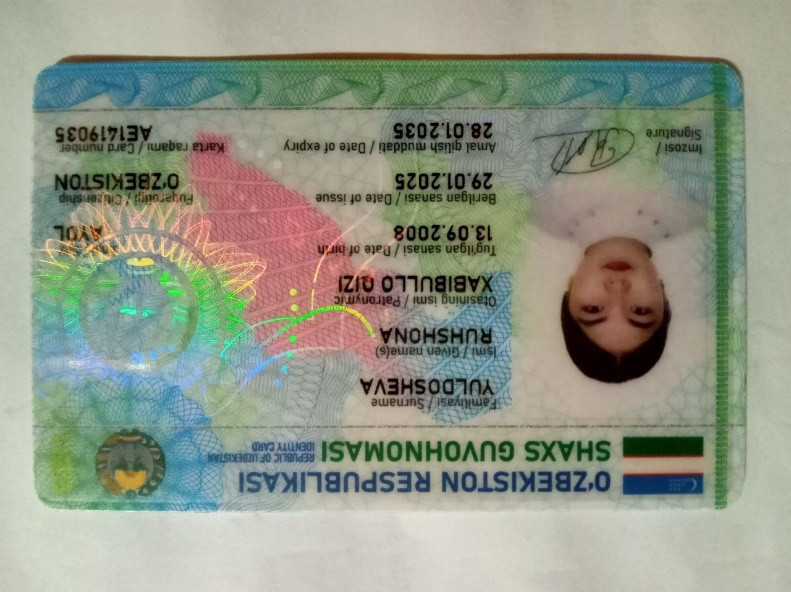 O'ZBEKISTON RESPUBLIKASI
SHAXS GUVOHNOMASI
REPUBLIC OF UZBEKISTAN
IDENTITY CARD
Familiyasi / Surname
YULDOSHEVA
Ismi / Given name(s)
RUHSHONA
Otasining ismi / Patronymic
XABIBULLO QIZI
Tug'ilgan sanasi / Date of birth
13.09.2008
AYOL
Berilgan sanasi / Date of issue
29.01.2025
Fuqaroligi / Citizenship
O'ZBEKISTON
Amal qilish muddati / Date of expiry
28.01.2035
Karta raqami / Card number
AE1419035
Imzosi /
Signature